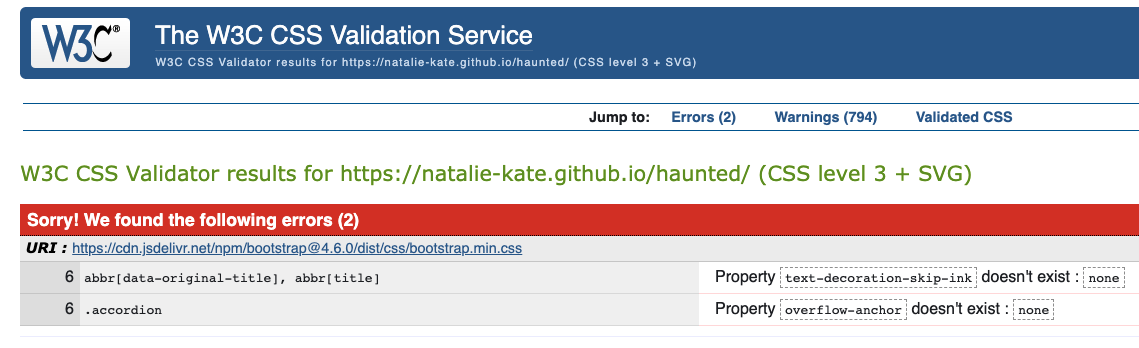 W3C® The W3C CSS Validation Service
W3C CSS Validator results for https://natalie-kate.github.io/haunted/ (CSS level 3 + SVG)
Jump to: Errors (2) Warnings (794) Validated CSS
W3C CSS Validator results for https://natalie-kate.github.io/haunted/ (CSS level 3 + SVG)
Sorry! We found the following errors (2)
URI : https://cdn.jsdelivr.net/npm/bootstrap@4.6.0/dist/css/bootstrap.min.css
6 abbr[data-original-title], abbr[title] Property text-decoration-skip-ink doesn't exist : none
6 .accordion Property overflow-anchor doesn't exist : none